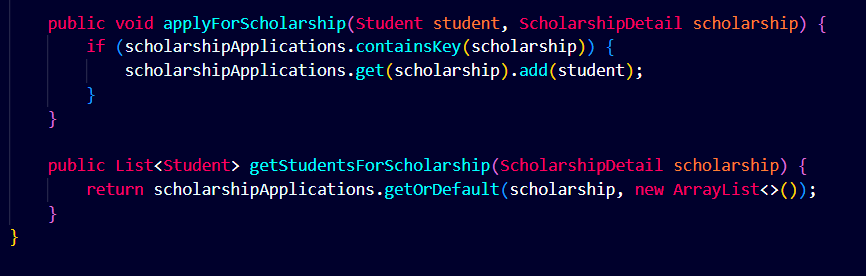 public void applyForScholarship(Student student, ScholarshipDetail scholarship) {
if (scholarshipApplications.containsKey(scholarship)) {
scholarshipApplications.get(scholarship).add(student);
}
}
public List<Student> getStudentsForScholarship(ScholarshipDetail scholarship) {
return scholarshipApplications.getOrDefault(scholarship, new ArrayList<>());
}
}